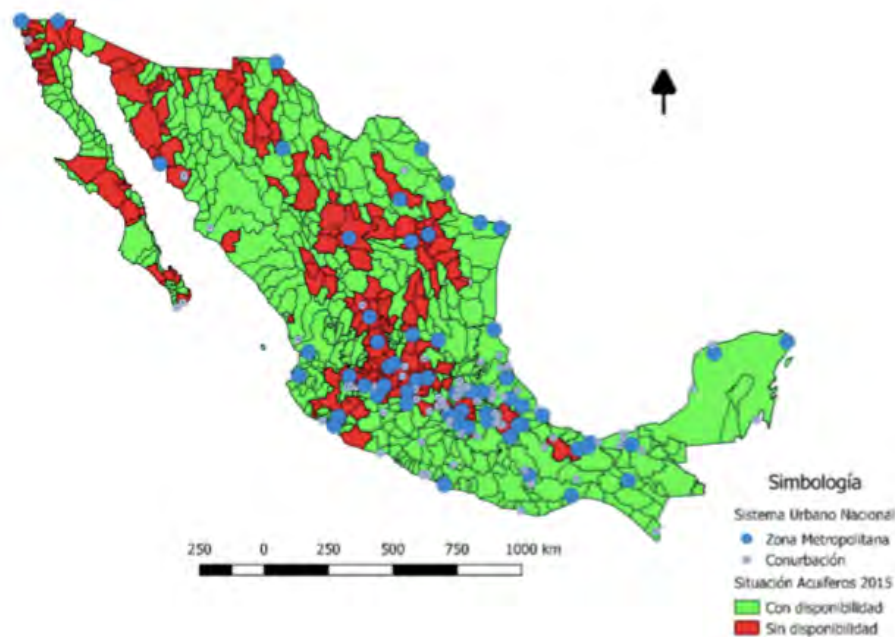 Simbología
Sistema Urbano Nacional
Zona Metropolitana
Conurbación
250 0 250 500 750 1000 km
Situación Acuiferos 2015
Con disponibilidad
Sin disponibilidad